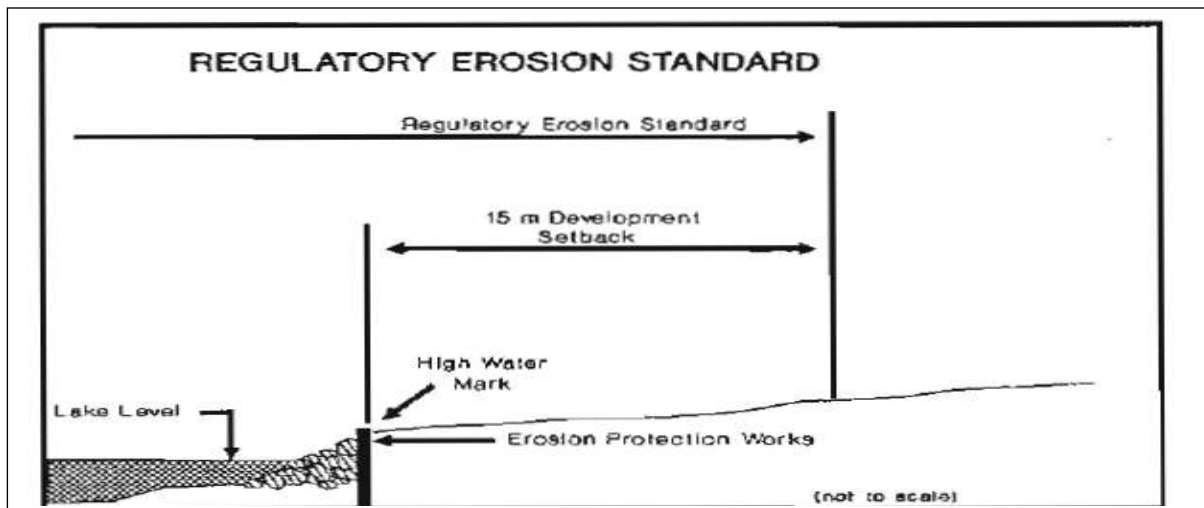 REGULATORY EROSION STANDARD
Regulatory Erosion Standard
15 m Development
Setback
High Water
Mark
Lake Level
Erosion Protection Works
(not to scale)